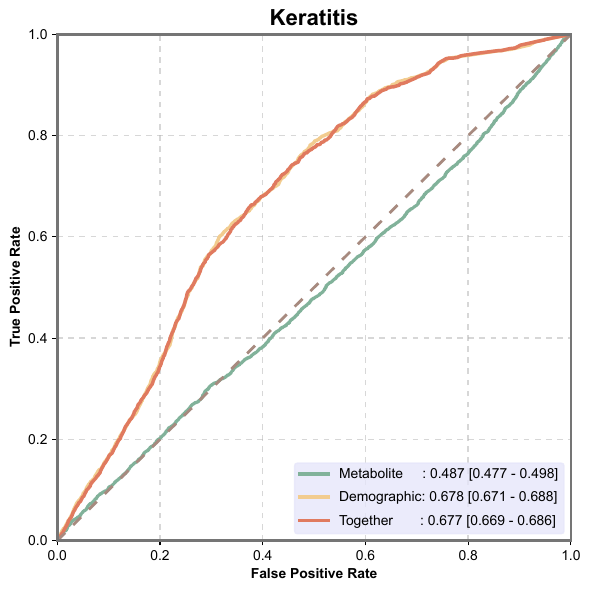 Keratitis
True Positive Rate
1.0
0.8
0.6
0.4
0.2
0.0
Metabolite : 0.487 [0.477 - 0.498]
Demographic: 0.678 [0.671 - 0.688]
Together : 0.677 [0.669 - 0.686]
0.0 0.2 0.4 0.6 0.8 1.0
False Positive Rate